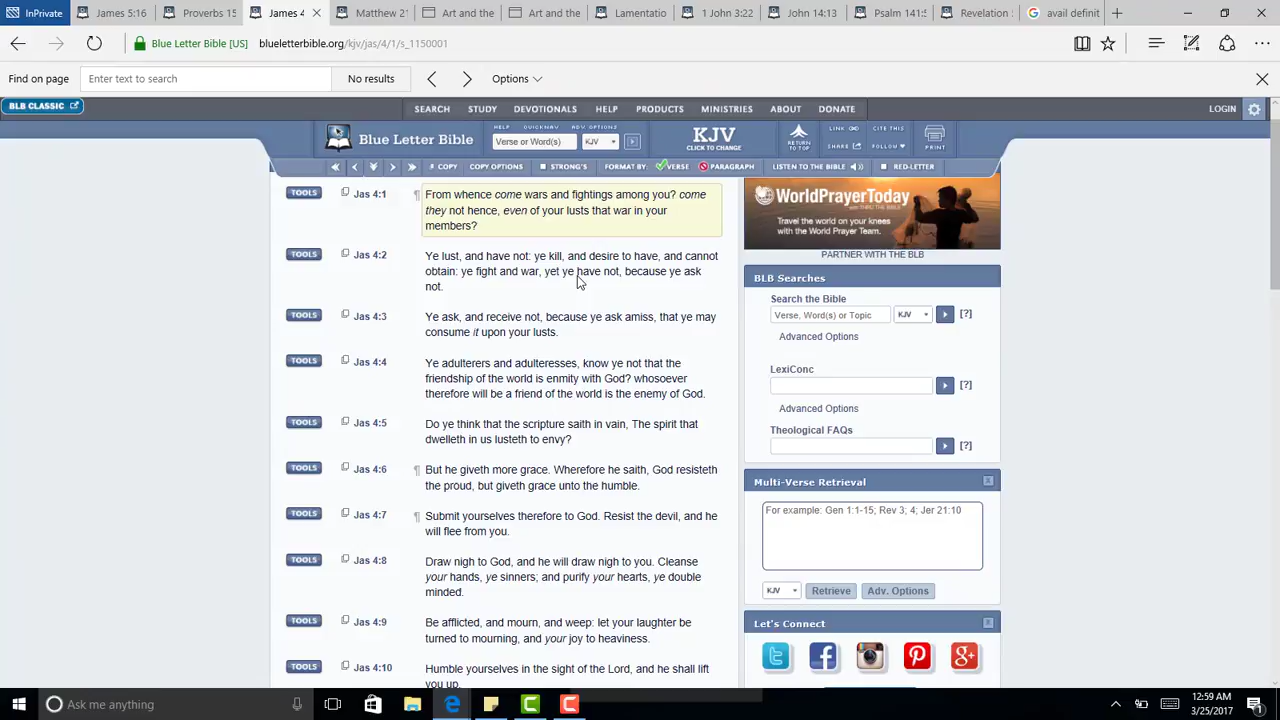 InPrivate
James 5:16
Proverbs 15
James 4
Matthew 21
Art and the
Art and the
Lamentatio
1 John 3:22
John 14:13
Psalm 141:5
Revelation
avail definit
Blue Letter Bible [US]
blueletterbible.org/kjv/jas/4/1/s_1150001
Find on page
Enter text to search
No results
Options
BLB CLASSIC
SEARCH STUDY DEVOTIONALS HELP PRODUCTS MINISTRIES ABOUT DONATE
LOGIN
Blue Letter Bible
HELP QUICKNAV ADV. OPTIONS
Verse or Word(s)
KJV
KJV
CLICK TO CHANGE
RETURN
TO TOP
LINK
CITE THIS
SHARE
FOLLOW
PRINT
COPY
COPY OPTIONS
STRONG'S
FORMAT BY:
VERSE
PARAGRAPH
LISTEN TO THE BIBLE
RED-LETTER
TOOLS
Jas 4:1
¶ From whence come wars and fightings among you? come
they not hence, even of your lusts that war in your
members?
TOOLS
Jas 4:2
Ye lust, and have not: ye kill, and desire to have, and cannot
obtain: ye fight and war, yet ye have not, because ye ask
not.
TOOLS
Jas 4:3
Ye ask, and receive not, because ye ask amiss, that ye may
consume it upon your lusts.
TOOLS
Jas 4:4
Ye adulterers and adulteresses, know ye not that the
friendship of the world is enmity with God? whosoever
therefore will be a friend of the world is the enemy of God.
TOOLS
Jas 4:5
Do ye think that the scripture saith in vain, The spirit that
dwelleth in us lusteth to envy?
TOOLS
Jas 4:6
¶ But he giveth more grace. Wherefore he saith, God resisteth
the proud, but giveth grace unto the humble.
TOOLS
Jas 4:7
¶ Submit yourselves therefore to God. Resist the devil, and he
will flee from you.
TOOLS
Jas 4:8
Draw nigh to God, and he will draw nigh to you. Cleanse
your hands, ye sinners; and purify your hearts, ye double
minded.
TOOLS
Jas 4:9
Be afflicted, and mourn, and weep: let your laughter be
turned to mourning, and your joy to heaviness.
TOOLS
Jas 4:10
Humble yourselves in the sight of the Lord, and he shall lift
you up.
WorldPrayerToday
Travel the world on your knees
with the World Prayer Team.
PARTNER WITH THE BLB
BLB Searches
Search the Bible
Verse, Word(s) or Topic
KJV
[?]
Advanced Options
LexiConc
[?]
Advanced Options
Theological FAQs
[?]
Multi-Verse Retrieval
x
For example: Gen 1:1-15; Rev 3; 4; Jer 21:10
KJV
Retrieve
Adv. Options
Let's Connect
x
Ask me anything
12:59 AM
3/25/2017